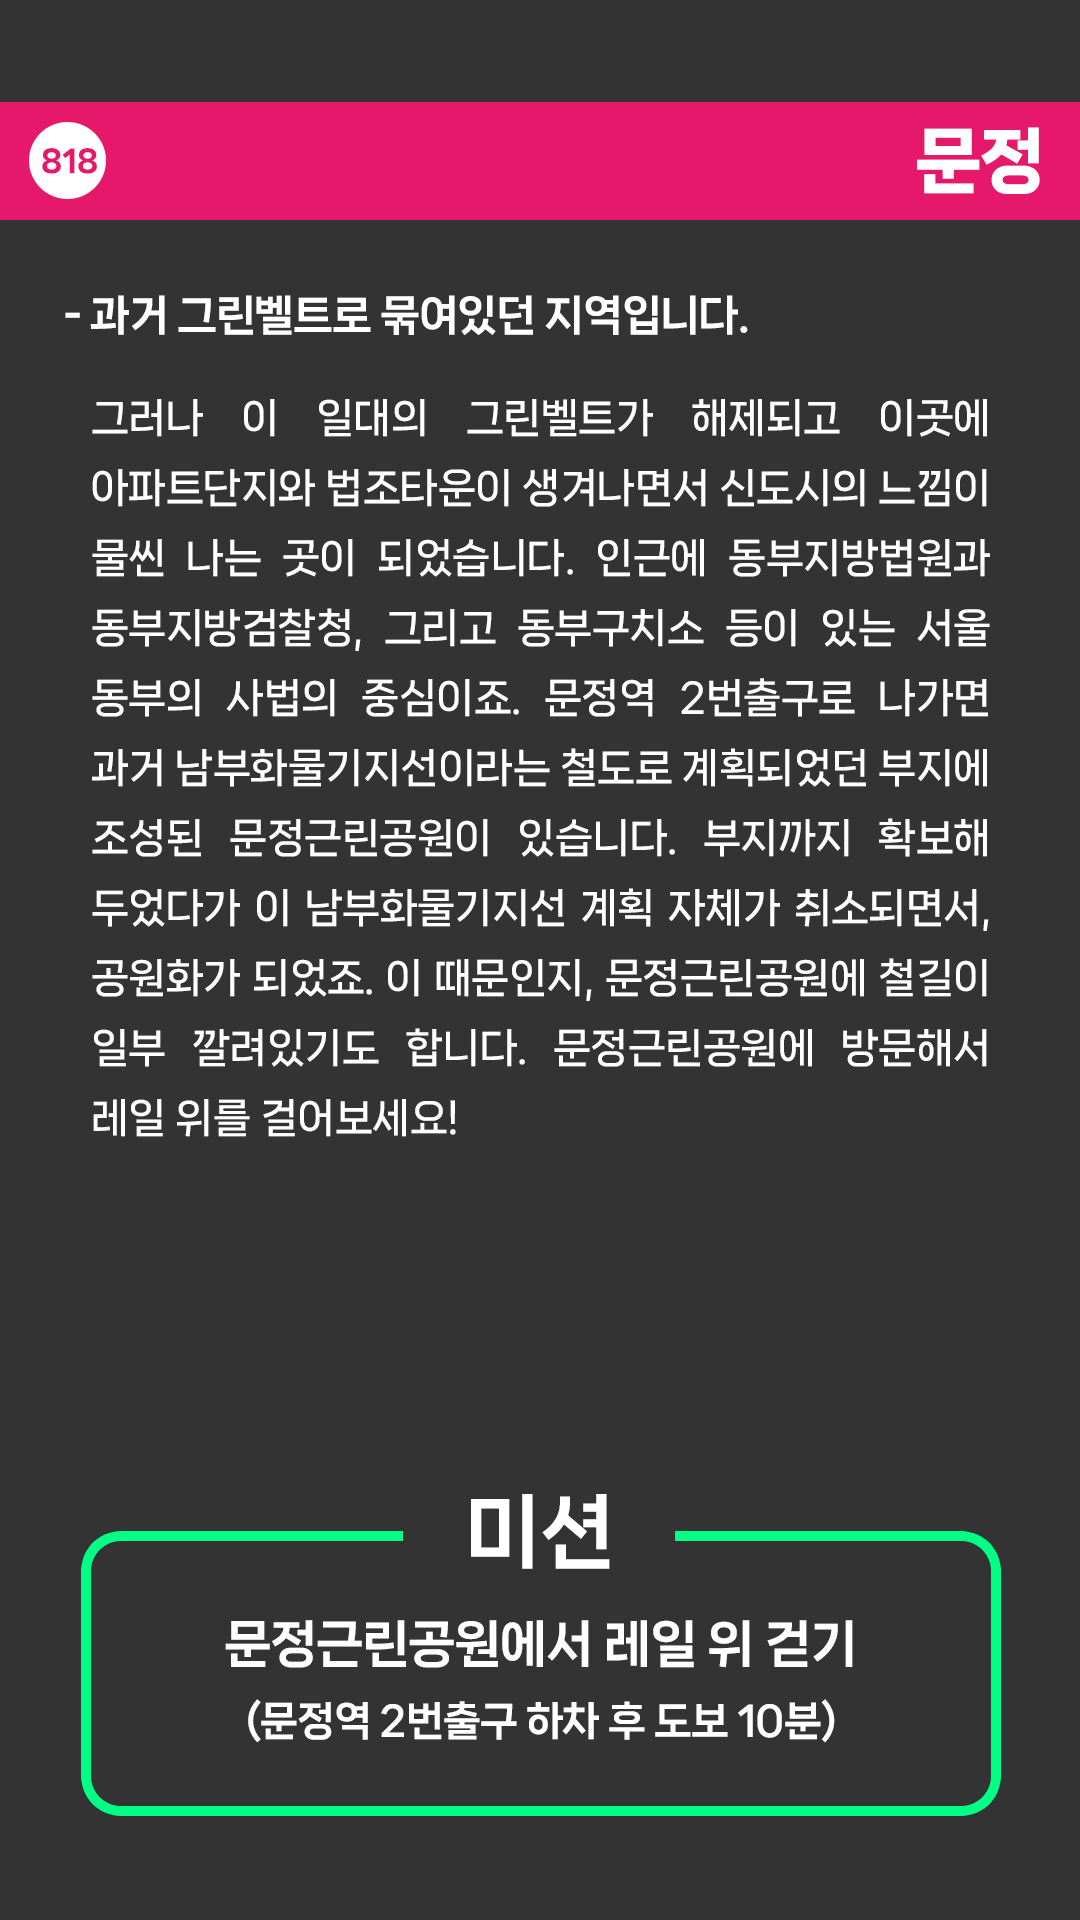 818
문정
- 과거 그린벨트로 묶여있던 지역입니다.
그러나 이 일대의 그린벨트가 해제되고 이곳에
아파트단지와 법조타운이 생겨나면서 신도시의 느낌이
물씬 나는 곳이 되었습니다. 인근에 동부지방법원과
동부지방검찰청, 그리고 동부구치소 등이 있는 서울
동부의 사법의 중심이죠. 문정역 2번출구로 나가면
과거 남부화물기지선이라는 철도로 계획되었던 부지에
조성된 문정근린공원이 있습니다. 부지까지 확보해
두었다가 이 남부화물기지선 계획 자체가 취소되면서,
공원화가 되었죠. 이 때문인지, 문정근린공원에 철길이
일부 깔려있기도 합니다. 문정근린공원에 방문해서
레일 위를 걸어보세요!
미션
문정근린공원에서 레일 위 걷기
(문정역 2번출구 하차 후 도보 10분)